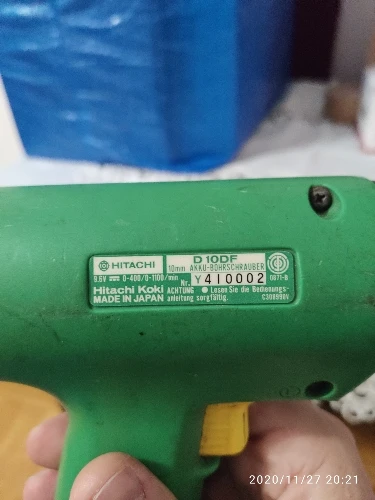 HITACHI
D 10DF
10mm AKKU-BOHRSCHRAUBER
9.6V 0-400/0-1100/min
Nr. Y410002
Hitachi Koki
MADE IN JAPAN
ACHTUNG ● Lesen Sie die Bedienungs-
anleitung sorgfältig.
2020/11/27 20:21